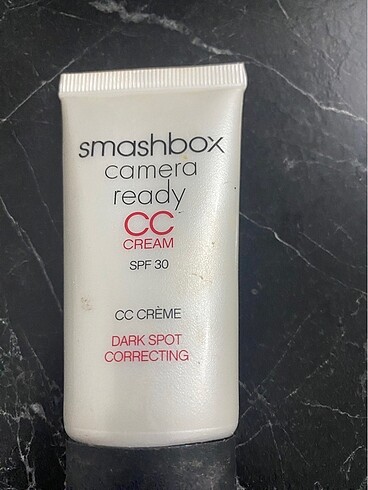 smashbox
camera
ready
CC
CREAM
SPF 30
CC CRÈME
DARK SPOT
CORRECTING